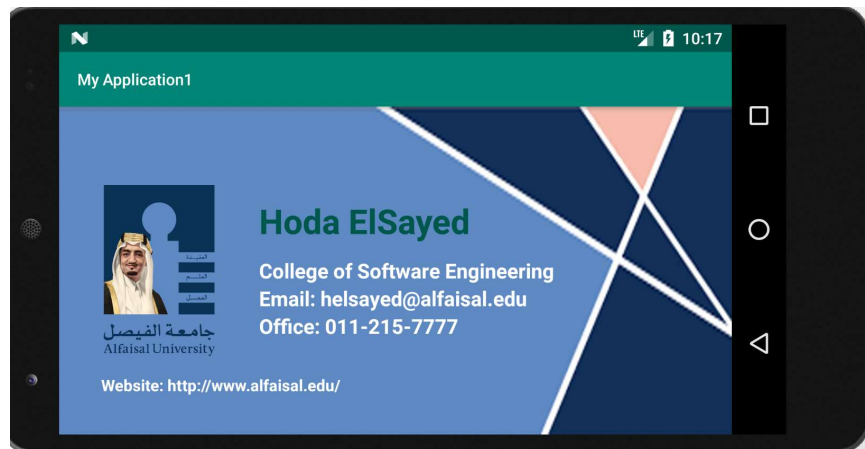 LTE 10:17
My Application1
Hoda ElSayed
College of Software Engineering
Email: helsayed@alfaisal.edu
Office: 011-215-7777
جامعة الفيصل
Alfaisal University
Website: http://www.alfaisal.edu/